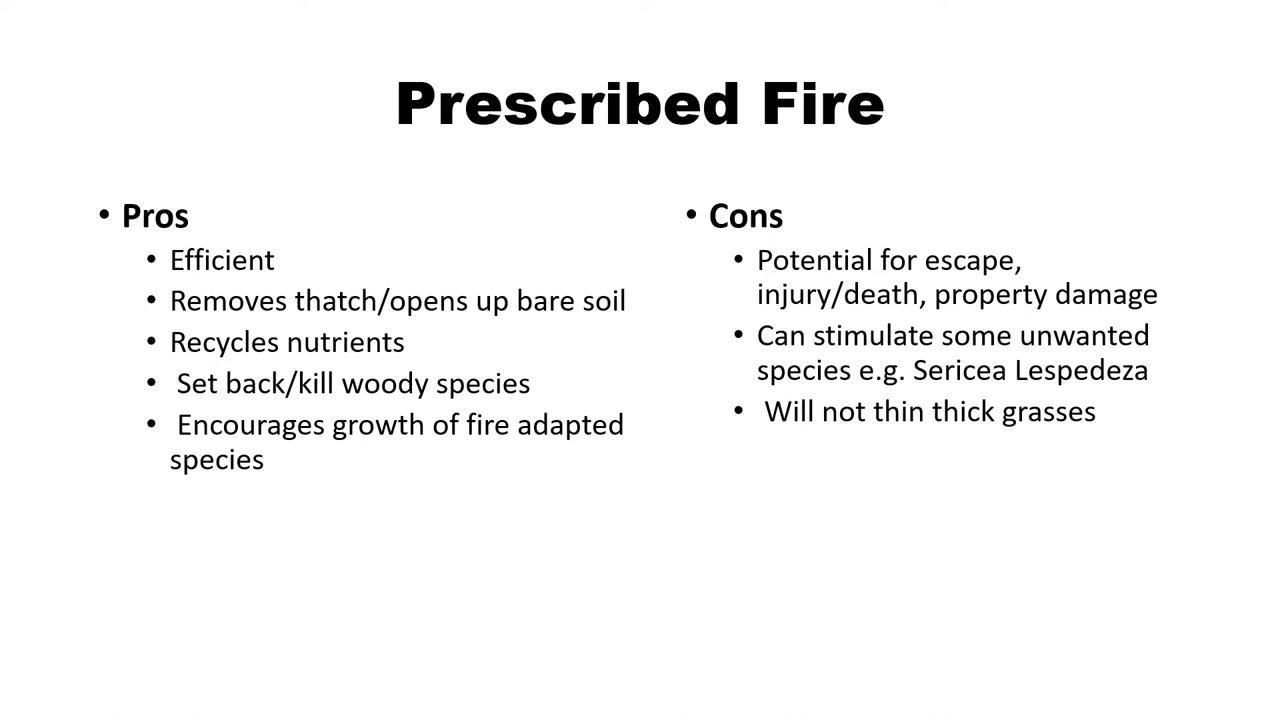 Prescribed Fire
• Pros
• Efficient
• Removes thatch/opens up bare soil
• Recycles nutrients
• Set back/kill woody species
• Encourages growth of fire adapted
species
• Cons
• Potential for escape,
injury/death, property damage
• Can stimulate some unwanted
species e.g. Sericea Lespedeza
• Will not thin thick grasses